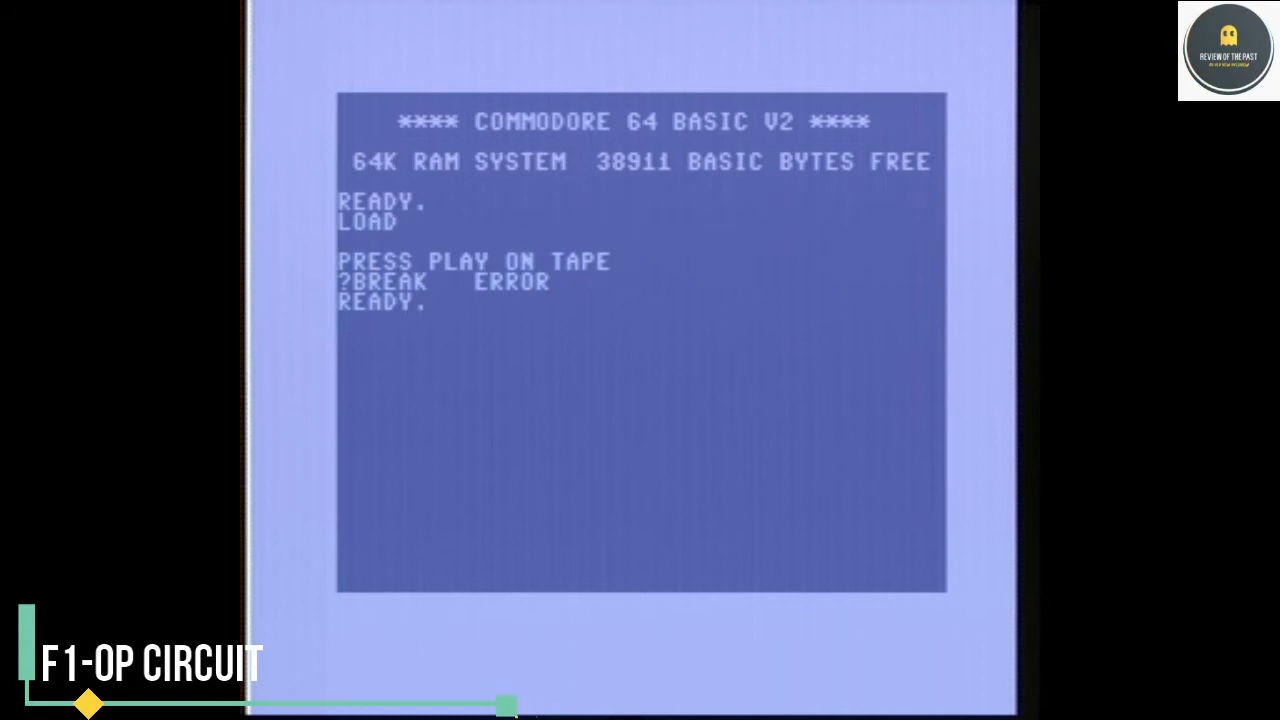 **** COMMODORE 64 BASIC V2 ****
64K RAM SYSTEM  38911 BASIC BYTES FREE
READY.
LOAD
PRESS PLAY ON TAPE
?BREAK   ERROR
READY.
REVIEW OF THE PAST
F1-OP CIRCUIT